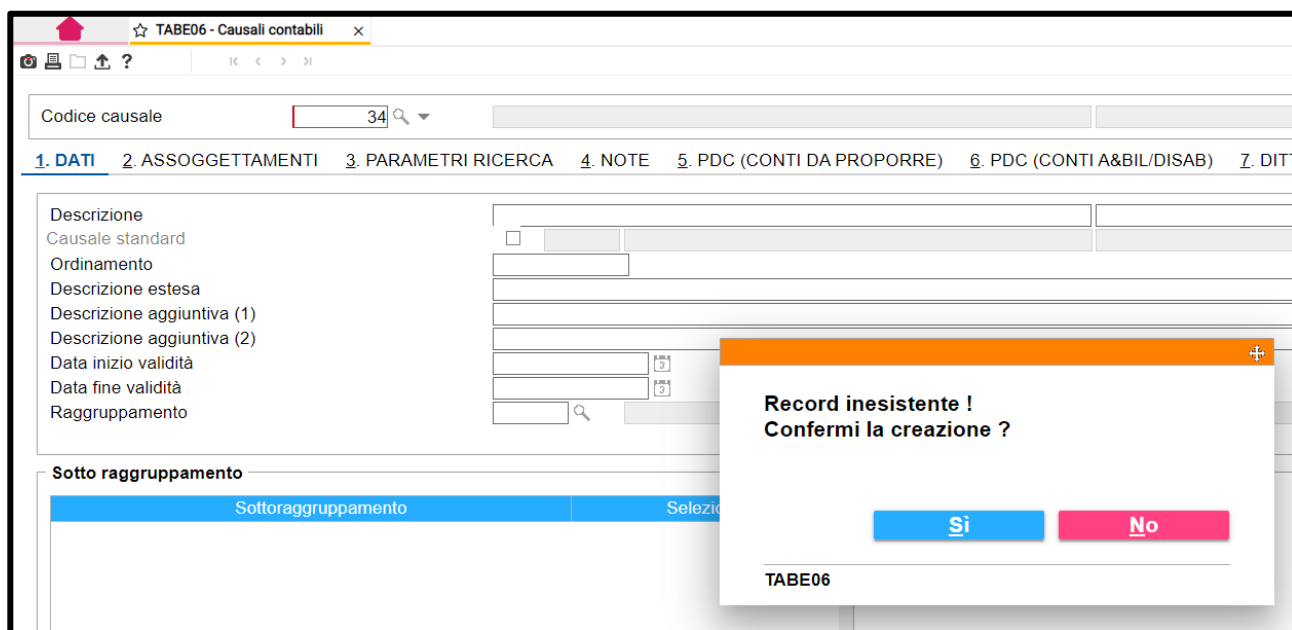 TABE06 - Causali contabili
?
Codice causale 34
1. DATI 2. ASSOGGETTAMENTI 3. PARAMETRI RICERCA 4. NOTE 5. PDC (CONTI DA PROPORRE) 6. PDC (CONTI A&BIL/DISAB) 7. DIT
Descrizione
Causale standard
Ordinamento
Descrizione estesa
Descrizione aggiuntiva (1)
Descrizione aggiuntiva (2)
Data inizio validità
3
Data fine validità
3
Raggruppamento
Record inesistente !
Confermi la creazione ?
Sotto raggruppamento
Sottoraggruppamento Selezio
Sì No
TABE06